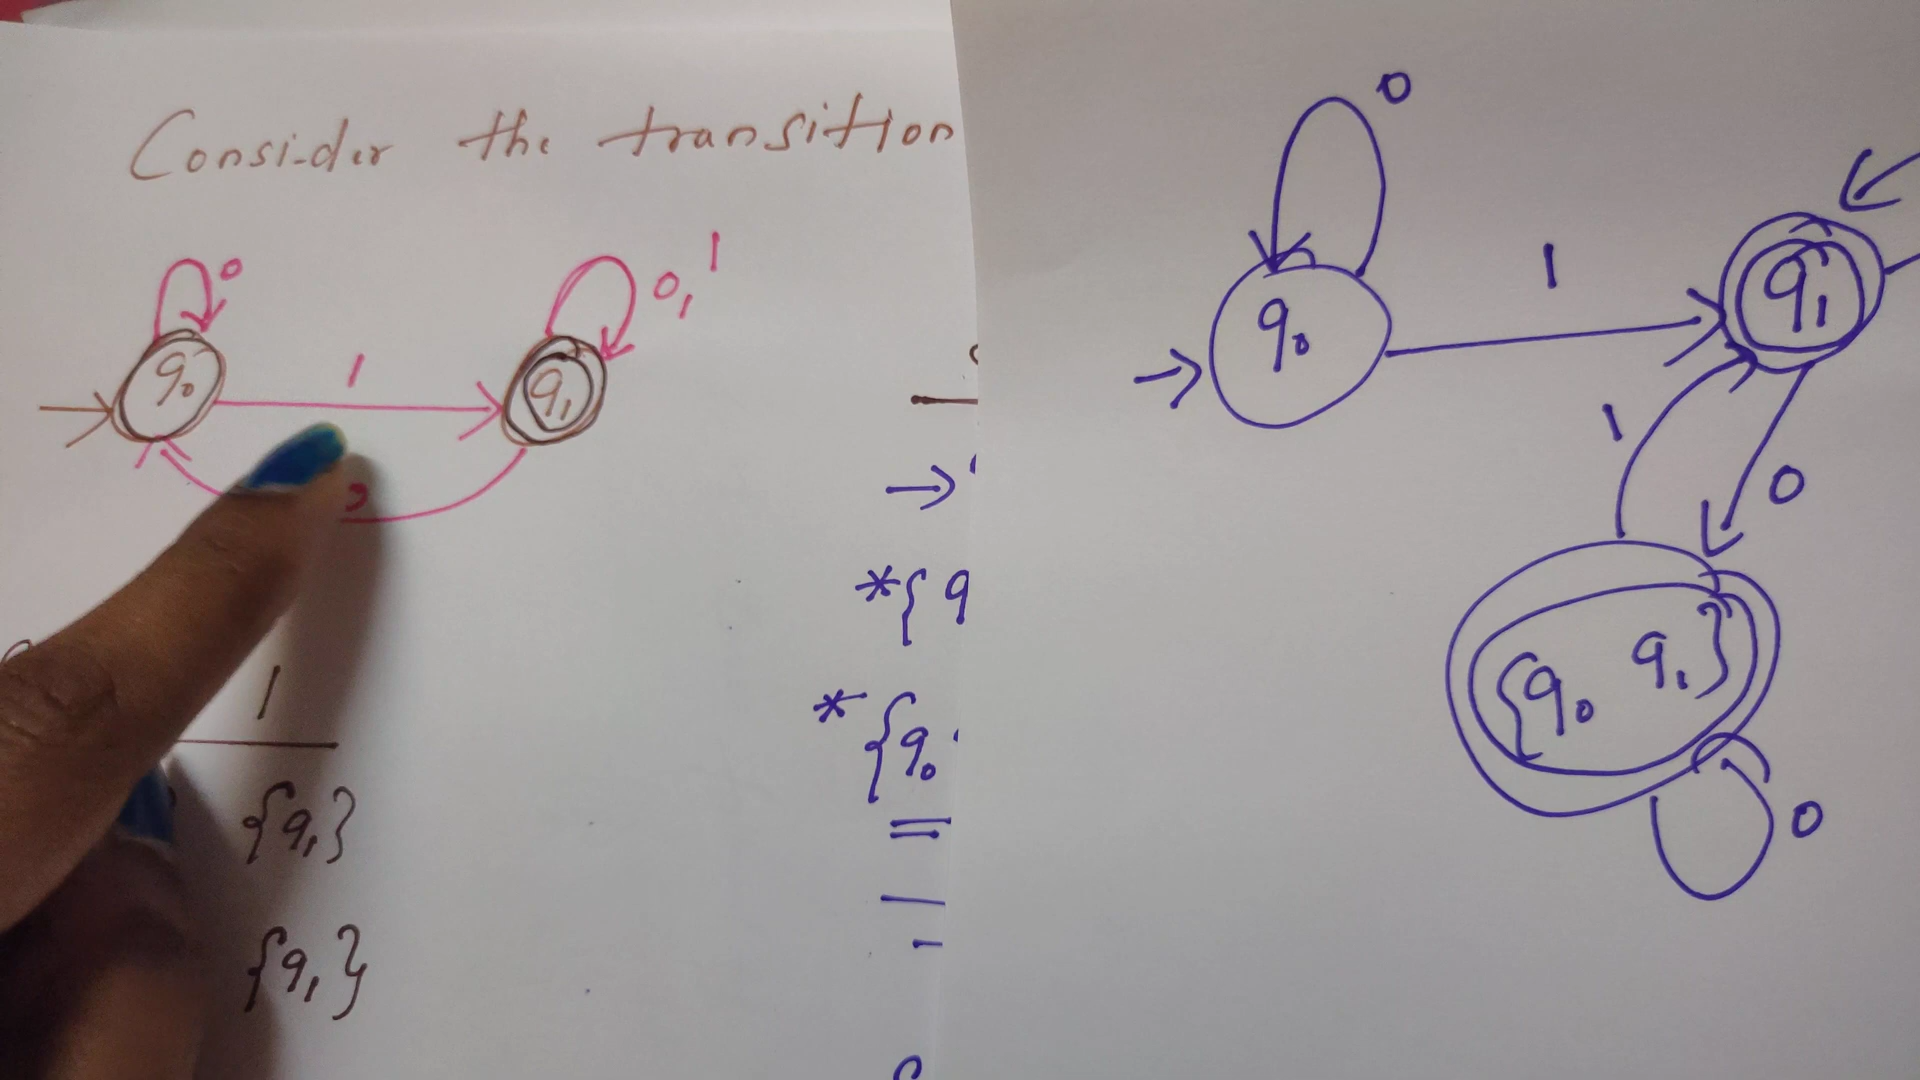 Consider the transition
0
0, 1
q₀
1
q₁
1
{q₁}
{q₁}
→
*{q
*{q₀
0
q₀
1
q₁
1
0
{q₀ q₁}
0